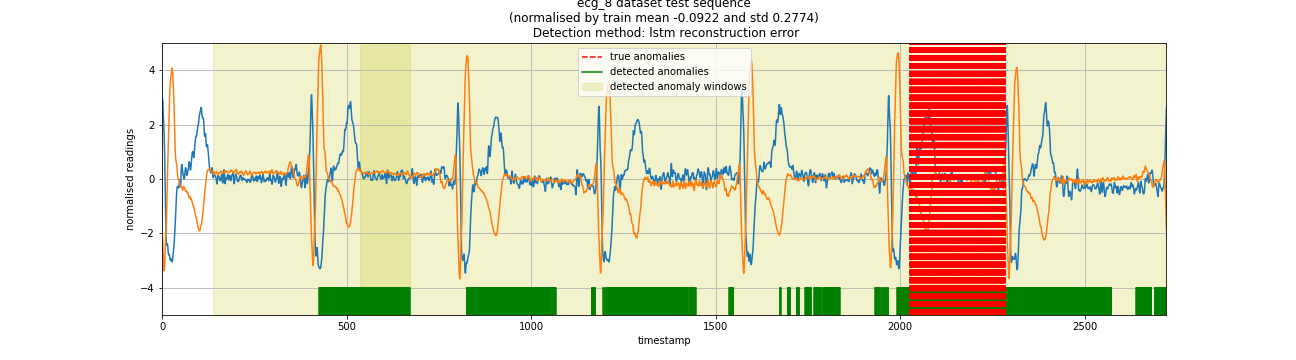 ecg_8 dataset test sequence
(normalised by train mean -0.0922 and std 0.2774)
Detection method: lstm reconstruction error
true anomalies
detected anomalies
detected anomaly windows
normalised readings
4
2
0
−2
−4
0 500 1000 1500 2000 2500
timestamp